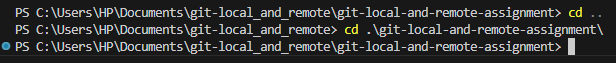 PS C:\Users\HP\Documents\git-local_and_remote\git-local-and-remote-assignment> cd ..
PS C:\Users\HP\Documents\git-local_and_remote> cd .\git-local-and-remote-assignment\
PS C:\Users\HP\Documents\git-local_and_remote\git-local-and-remote-assignment>